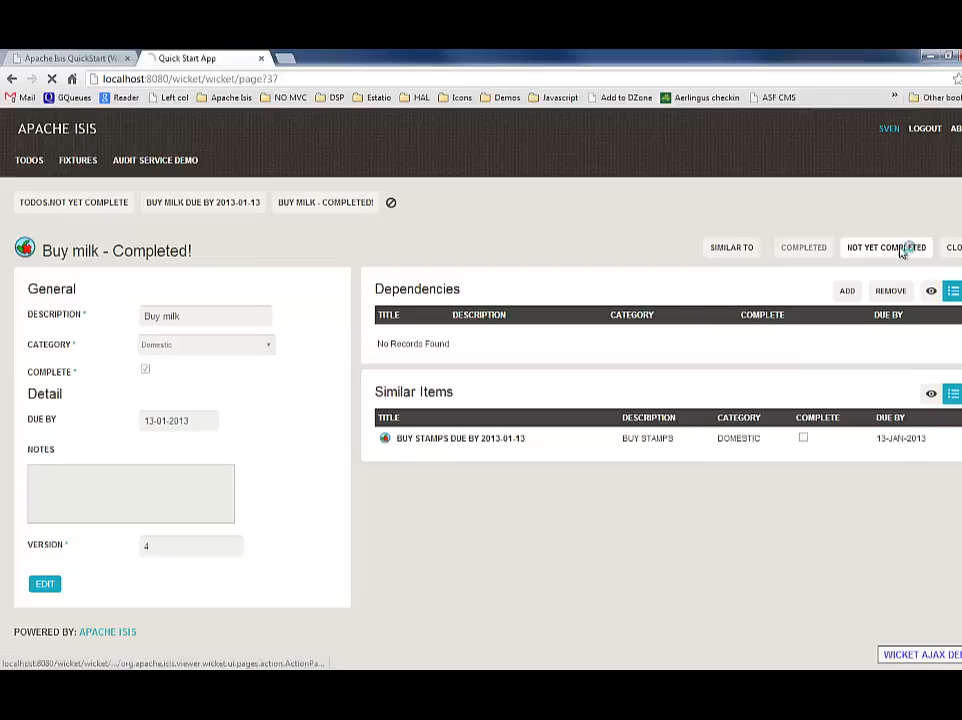 Apache Isis QuickStart (W
Quick Start App
localhost:8080/wicket/wicket/page?37
Mail GQueues Reader Left col Apache Isis NO MVC DSP Estatio HAL Icons Demos Javascript Add to DZone Aerlingus checkin ASF CMS » Other book
APACHE ISIS
SVEN LOGOUT AB
TODOS FIXTURES AUDIT SERVICE DEMO
TODOS.NOT YET COMPLETE BUY MILK DUE BY 2013-01-13 BUY MILK - COMPLETED!
Buy milk - Completed!
SIMILAR TO COMPLETED NOT YET COMPLETED CLO
General
DESCRIPTION * Buy milk
CATEGORY * Domestic
COMPLETE *
Detail
DUE BY 13-01-2013
NOTES
VERSION * 4
EDIT
Dependencies
ADD REMOVE
TITLE DESCRIPTION CATEGORY COMPLETE DUE BY
No Records Found
Similar Items
TITLE DESCRIPTION CATEGORY COMPLETE DUE BY
BUY STAMPS DUE BY 2013-01-13 BUY STAMPS DOMESTIC 13-JAN-2013
POWERED BY: APACHE ISIS
WICKET AJAX DE
localhost:8080/wicket/wicket/.../org.apache.isis.viewer.wicket.ui.pages.action.ActionPa...